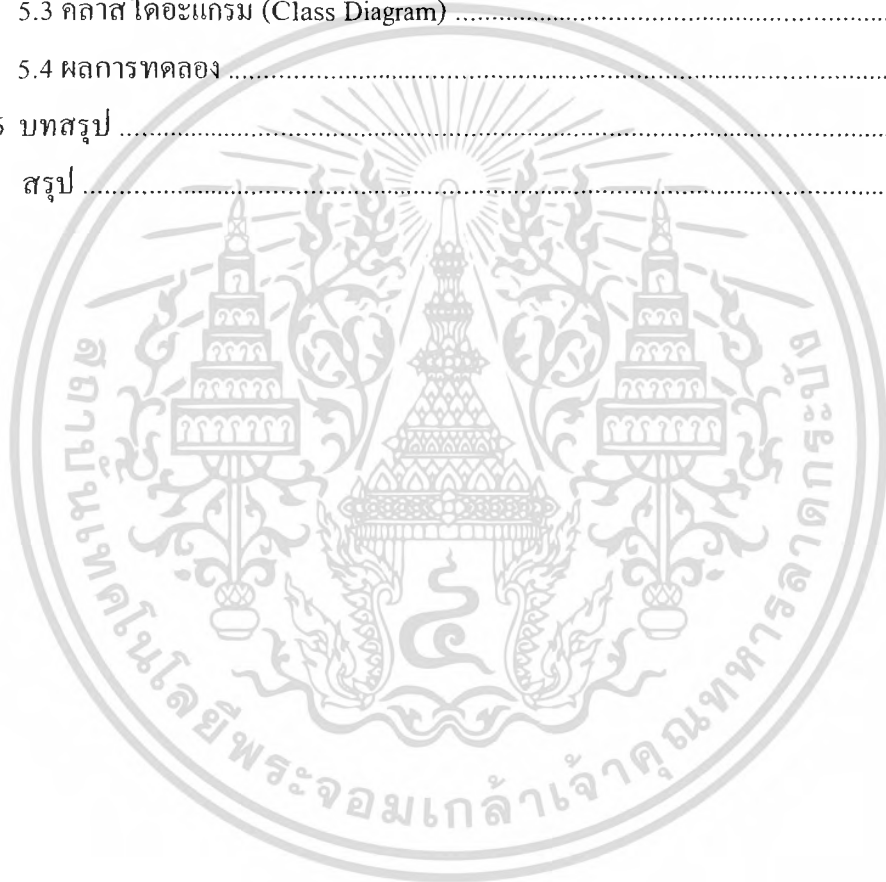 5.3 คลาสไดอะแกรม (Class Diagram) ........................................................................
5.4 ผลการทดลอง ........................................................................
บทสรุป ........................................................................
สรุป ........................................................................
สถาบันเทคโนโลยีพระจอมเกล้าเจ้าคุณทหารลาดกระบัง
๔